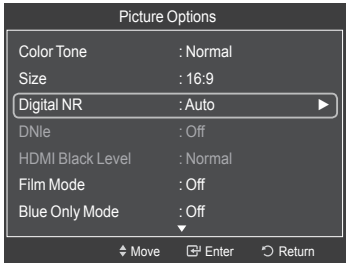 Picture Options
Color Tone : Normal
Size : 16:9
Digital NR : Auto ▶
DNIe : Off
HDMI Black Level : Normal
Film Mode : Off
Blue Only Mode : Off
▼
Move Enter Return